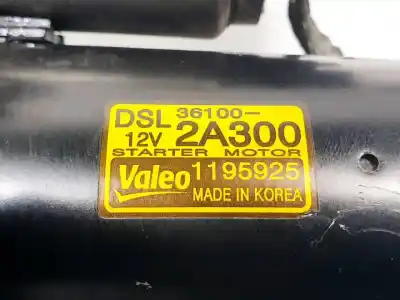 DSL 36100-
12V 2A300
STARTER MOTOR
Valeo 1195925
MADE IN KOREA